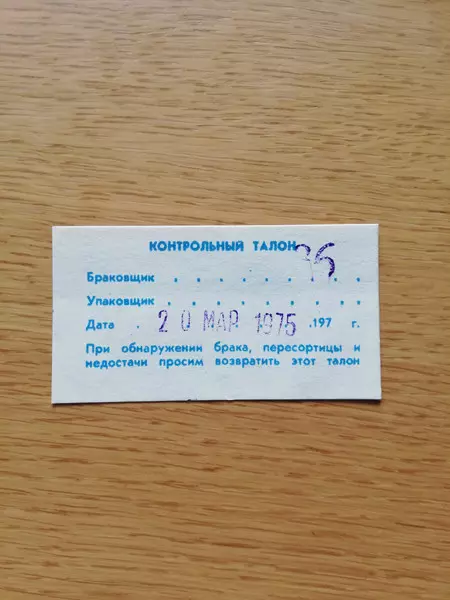 КОНТРОЛЬНЫЙ ТАЛОН 36
Браковщик . . . . . . . . . .
Упаковщик . . . . . . . . . .
Дата . 20 МАР 1975 .197 г.
При обнаружении брака, пересортицы и
недостачи просим возвратить этот талон